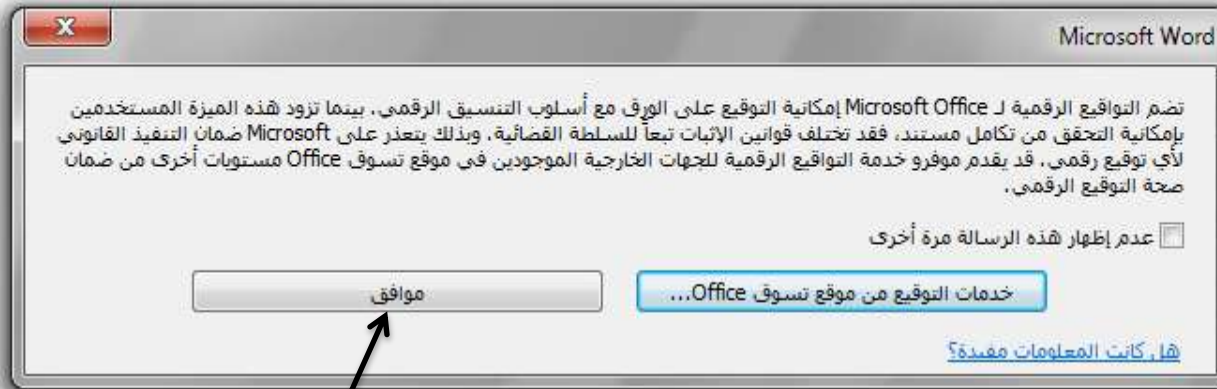 Microsoft Word
تضم التواقيع الرقمية لـ Microsoft Office إمكانية التوقيع على الورق مع أسلوب التنسيق الرقمي. بينما تزود هذه الميزة المستخدمين
بإمكانية التحقق من تكامل مستند، فقد تختلف قوانين الإثبات تبعاً للسلطة القضائية. وبذلك يتعذر على Microsoft ضمان التنفيذ القانوني
لأي توقيع رقمي. قد يقدم موفرو خدمة التواقيع الرقمية للجهات الخارجية الموجودين في موقع تسوق Office مستويات أخرى من ضمان
صحة التوقيع الرقمي.
عدم إظهار هذه الرسالة مرة أخرى
خدمات التوقيع من موقع تسوق Office...
موافق
هل كانت المعلومات مفيدة؟